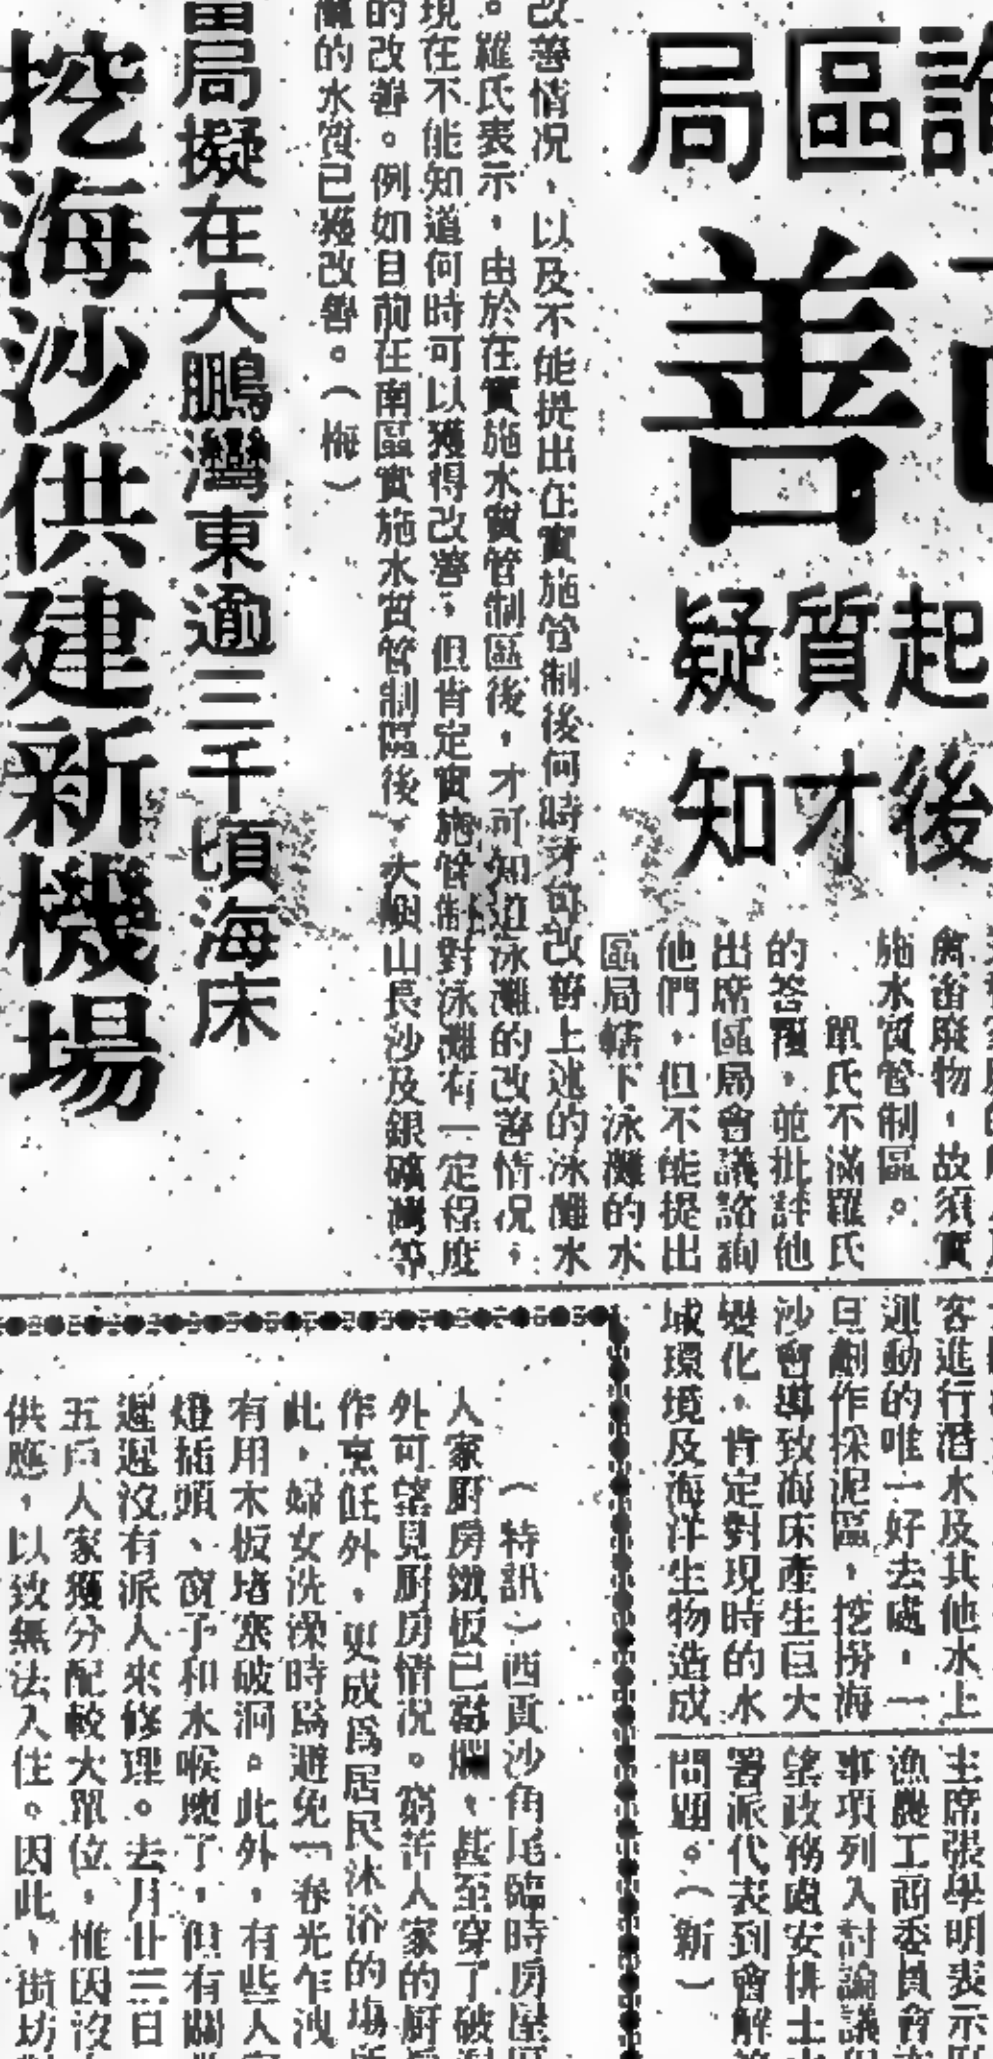 區局
善
起質疑
後才知
禽畜廢物，故須實
施水質管制區。
單氏不滿羅氏
的答覆，並批評他
出席區局會議諮詢
他們，但不能提出
區局轄下泳灘的水
改善情況，以及不能提出在實施管制後何時才可改善上述的泳灘水
。羅氏表示，由於在實施水質管制區後，才可知道泳灘的改善情況，
現在不能知道何時可以獲得改善，但肯定實施管制對泳灘有一定程度
的改善。例如目前在南區實施水質管制區後，大嶼山長沙及銀礦灣等
灘的水質已獲改善。（梅）
局擬在大鵬灣東逾三千頃海床
挖海沙供建新機場
客進行潛水及其他水上
運動的唯一好去處，一
旦劃作採泥區，挖掘海
沙會導致海床產生巨大
變化，肯定對現時的水
域環境及海洋生物造成
主席張學明表示
漁農工商委員會
事項列入討論議
望政務處安排土
署派代表到會解
問題。（新）
（特訊）西貢沙角尾臨時房屋區
人家厨房鐵板已霉爛，甚至穿了破
外可望見厨房情况。窮苦人家的厨
作烹飪外，更成爲居民沐浴的場
此，婦女洗澡時爲避免「春光乍洩
有用木板堵塞破洞。此外，有些人
燈插頭、窗子和水喉壞了，但有關
遲遲沒有派人來修理。去月廿三日
五戶人家獲分配較大單位，惟因沒
供應，以致無法入住。因此，街坊